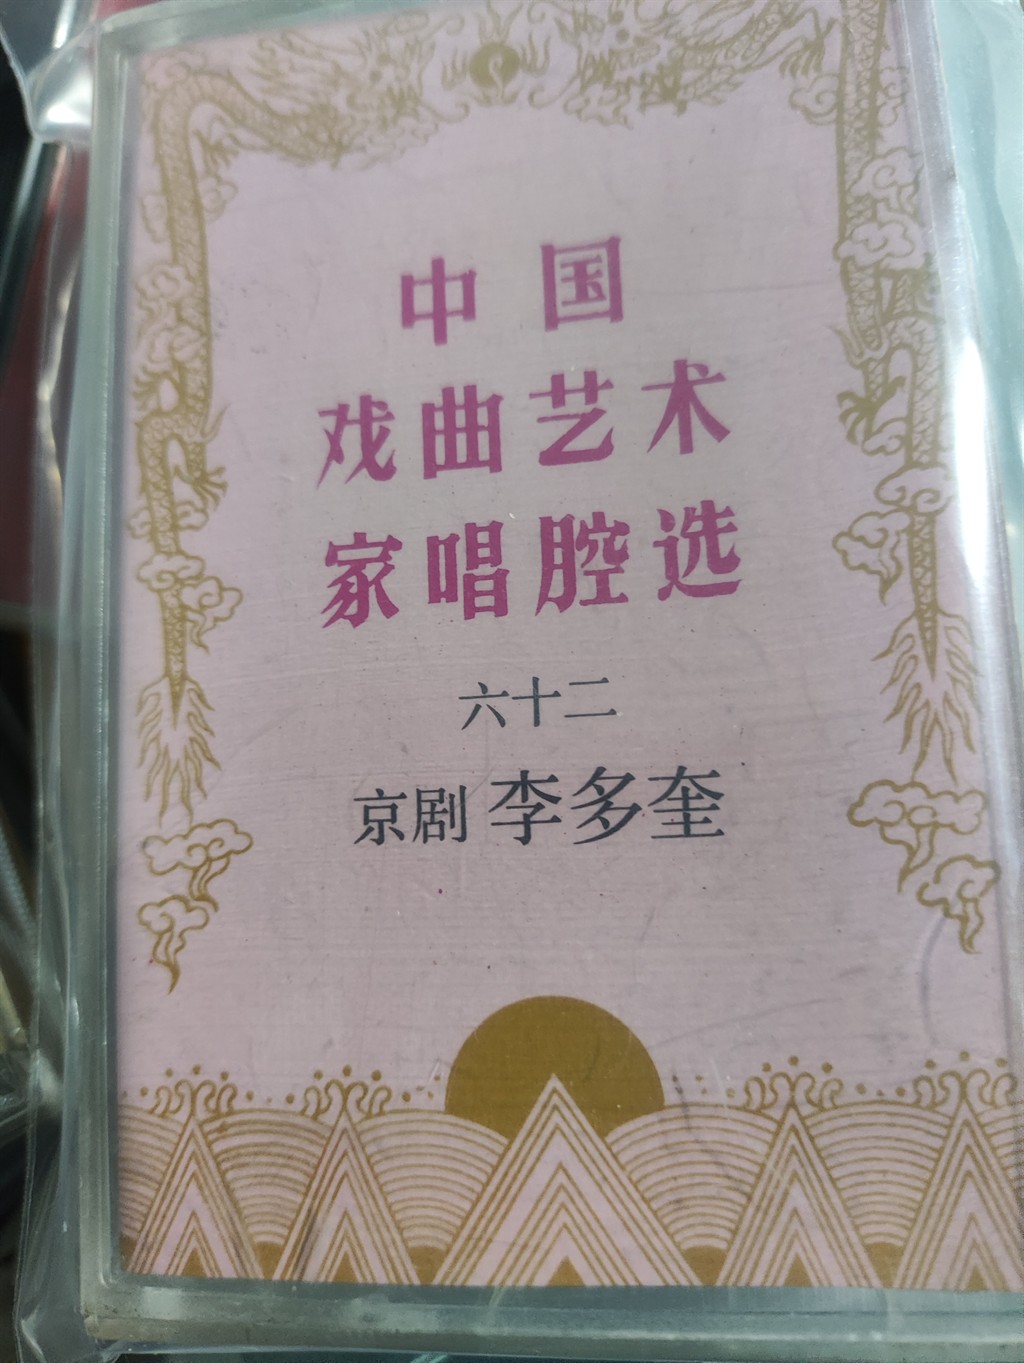 中国
戏曲艺术
家唱腔选
六十二
京剧 李多奎